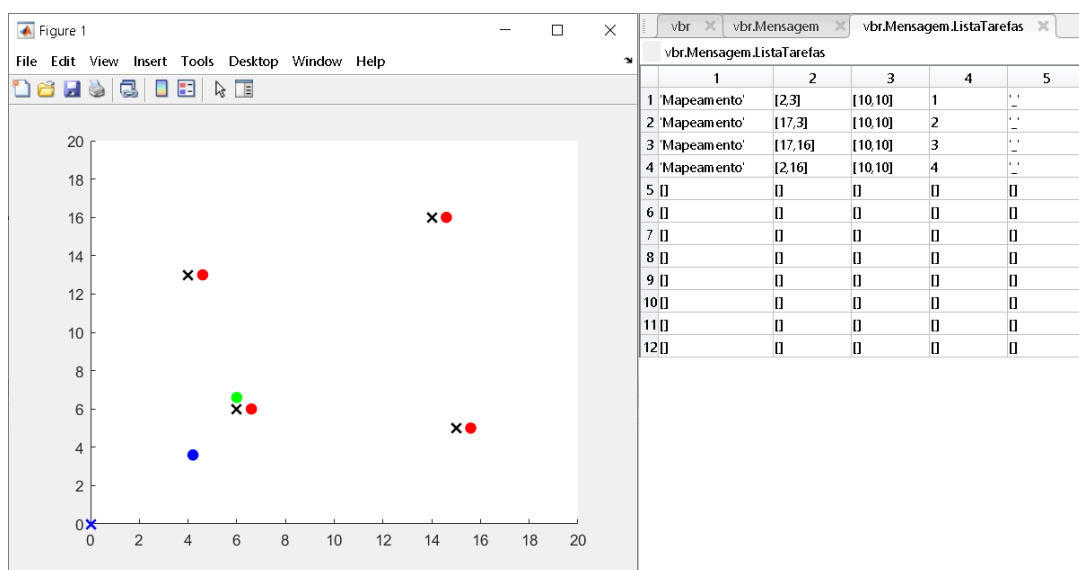 Figure 1
File Edit View Insert Tools Desktop Window Help
20
18
16
14
12
10
8
6
4
2
0
0 2 4 6 8 10 12 14 16 18 20
vbr vbr.Mensagem vbr.Mensagem.ListaTarefas
vbr.Mensagem.ListaTarefas
1 2 3 4 5
1 'Mapeamento' [2,3] [10,10] 1 '_'
2 'Mapeamento' [17,3] [10,10] 2 '_'
3 'Mapeamento' [17,16] [10,10] 3 '_'
4 'Mapeamento' [2,16] [10,10] 4 '_'
5 [] [] [] [] []
6 [] [] [] [] []
7 [] [] [] [] []
8 [] [] [] [] []
9 [] [] [] [] []
10 [] [] [] [] []
11 [] [] [] [] []
12 [] [] [] [] []